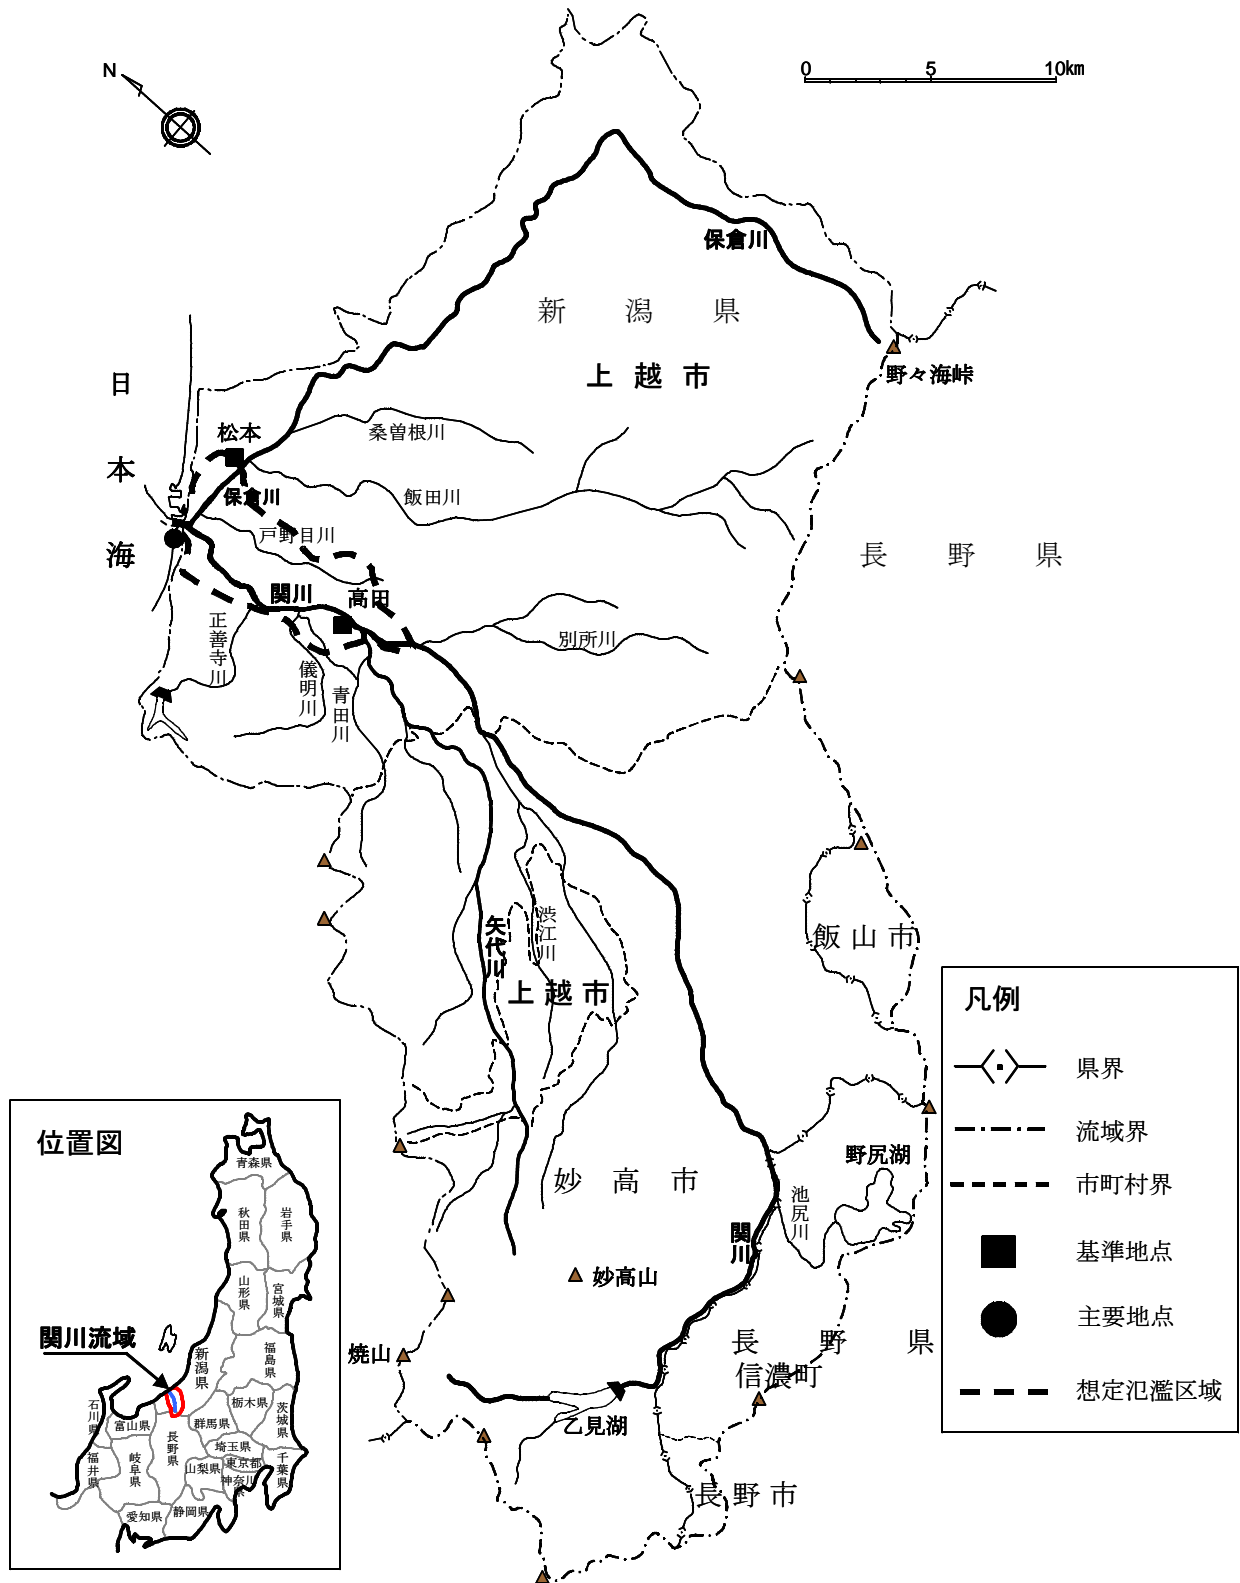 N
0 5 10km
保倉川
新潟県
上越市
野々海峠
日本海
松本
桑曽根川
保倉川
飯田川
戸野目川
長野県
関川
高田
正善寺川
別所川
儀明川
青田川
飯山市
矢代川
渋江川
上越市
凡例
県界
流域界
市町村界
基準地点
主要地点
想定氾濫区域
野尻湖
池尻川
妙高市
関川
妙高山
焼山
長野県
信濃町
乙見湖
長野市
位置図
青森県
秋田県
岩手県
山形県
宮城県
関川流域
新潟県
福島県
石川県
富山県
栃木県
茨城県
群馬県
長野県
埼玉県
福井県
岐阜県
東京都
山梨県
千葉県
神奈川県
静岡県
愛知県